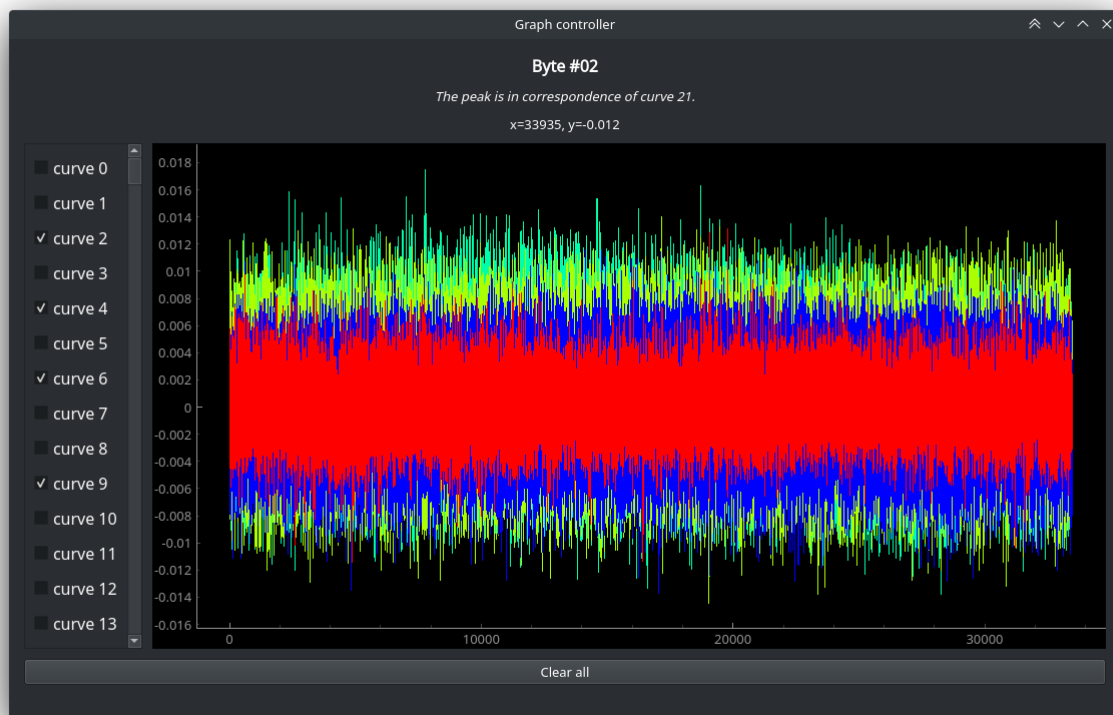 Graph controller
Byte #02
The peak is in correspondence of curve 21.
x=33935, y=-0.012
curve 0
curve 1
curve 2
curve 3
curve 4
curve 5
curve 6
curve 7
curve 8
curve 9
curve 10
curve 11
curve 12
curve 13
0.018
0.016
0.014
0.012
0.01
0.008
0.006
0.004
0.002
0
-0.002
-0.004
-0.006
-0.008
-0.01
-0.012
-0.014
-0.016
0 10000 20000 30000
Clear all